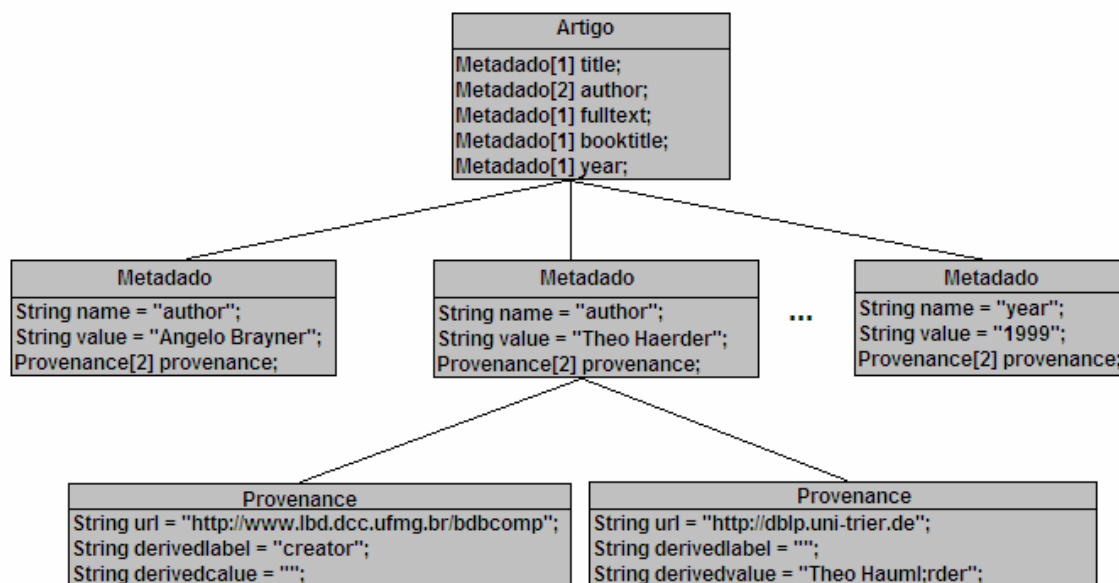 Artigo
Metadado[1] title;
Metadado[2] author;
Metadado[1] fulltext;
Metadado[1] booktitle;
Metadado[1] year;
Metadado
String name = "author";
String value = "Angelo Brayner";
Provenance[2] provenance;
Metadado
String name = "author";
String value = "Theo Haerder";
Provenance[2] provenance;
...
Metadado
String name = "year";
String value = "1999";
Provenance[2] provenance;
Provenance
String url = "http://www.lbd.dcc.ufmg.br/bdbcomp";
String derivedlabel = "creator";
String derivedcalue = "";
Provenance
String url = "http://dblp.uni-trier.de";
String derivedlabel = "";
String derivedvalue = "Theo Hauml;rder";